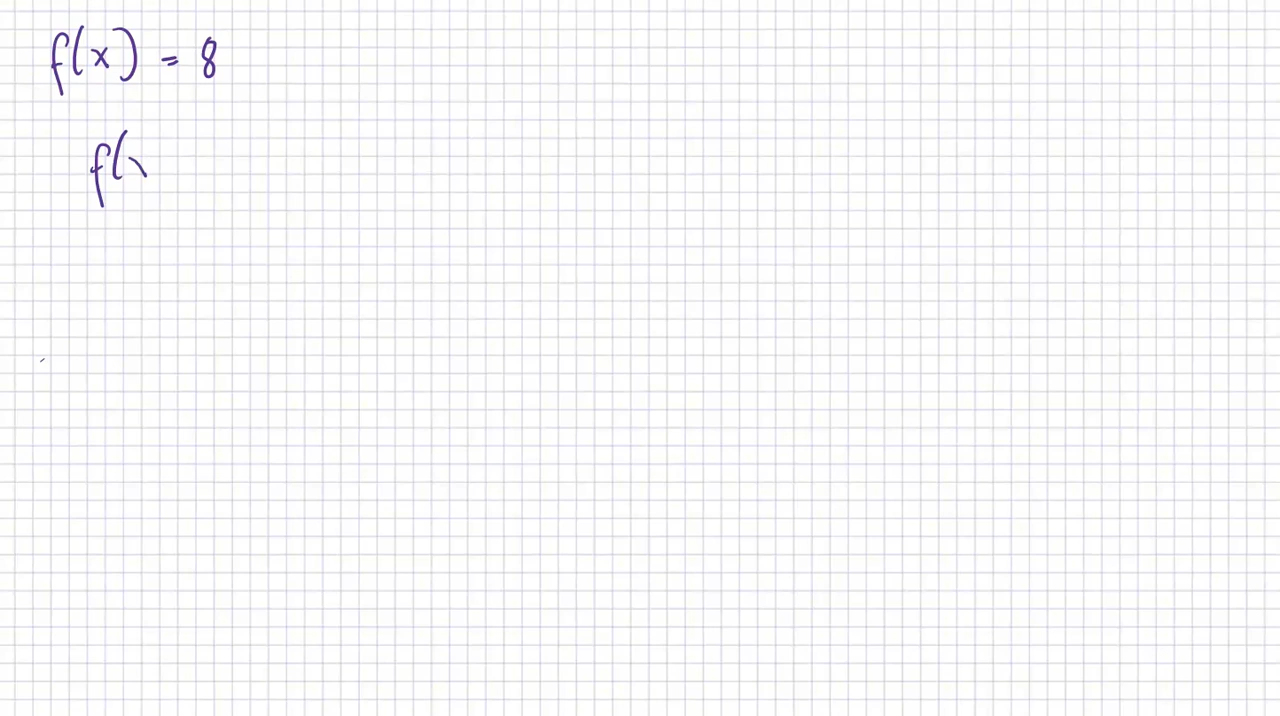 f(x) = 8
f(